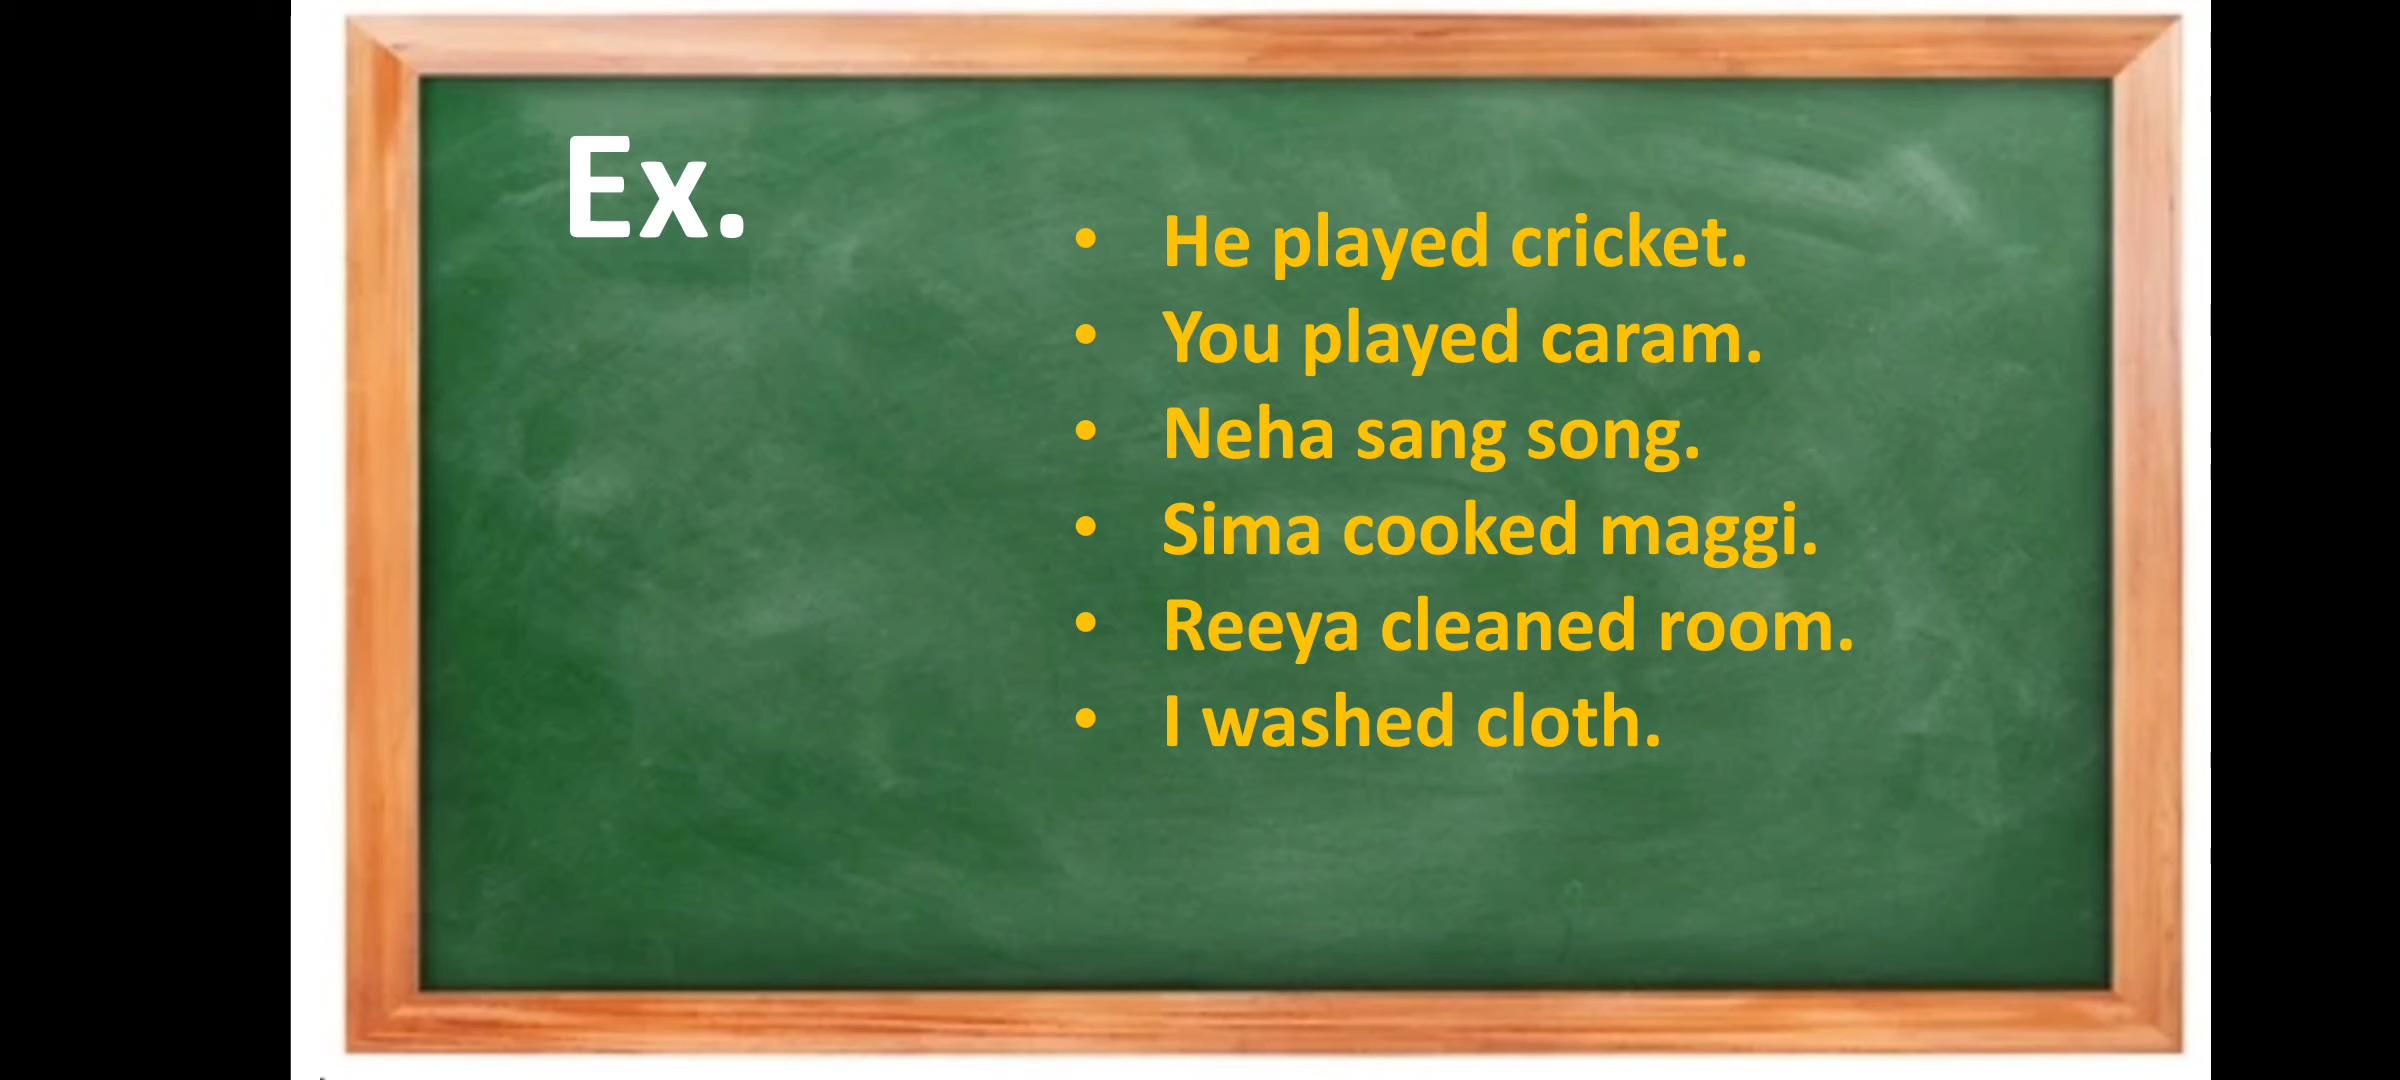 Ex.
• He played cricket.
• You played caram.
• Neha sang song.
• Sima cooked maggi.
• Reeya cleaned room.
• I washed cloth.